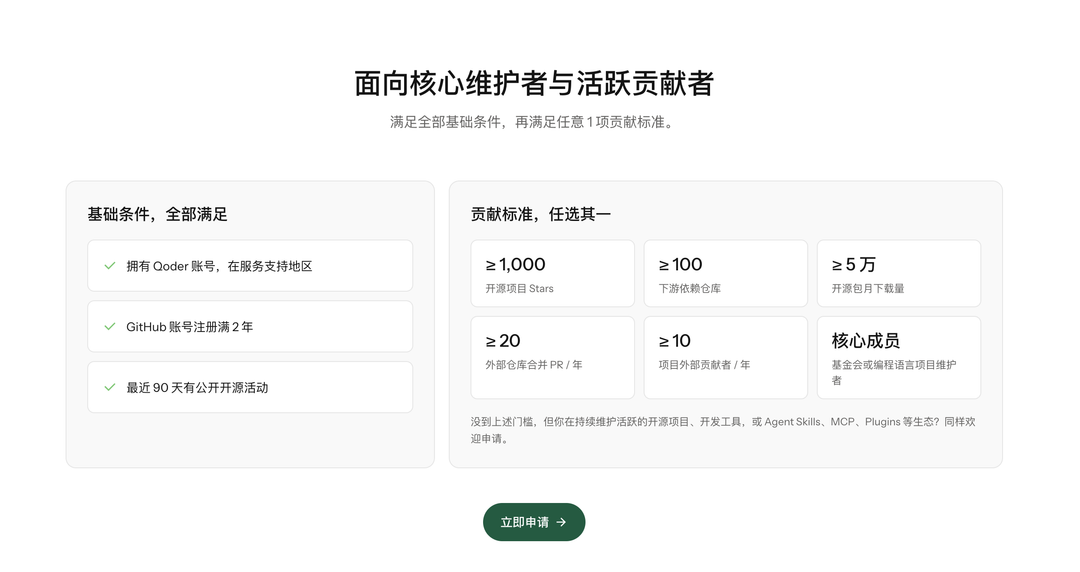 面向核心维护者与活跃贡献者
满足全部基础条件，再满足任意 1 项贡献标准。
基础条件，全部满足
拥有 Qoder 账号，在服务支持地区
GitHub 账号注册满 2 年
最近 90 天有公开开源活动
贡献标准，任选其一
≥ 1,000
开源项目 Stars
≥ 100
下游依赖仓库
≥ 5 万
开源包月下载量
≥ 20
外部仓库合并 PR / 年
≥ 10
项目外部贡献者 / 年
核心成员
基金会或编程语言项目维护
者
没到上述门槛，但你在持续维护活跃的开源项目、开发工具，或 Agent Skills、MCP、Plugins 等生态？同样欢
迎申请。
立即申请 →